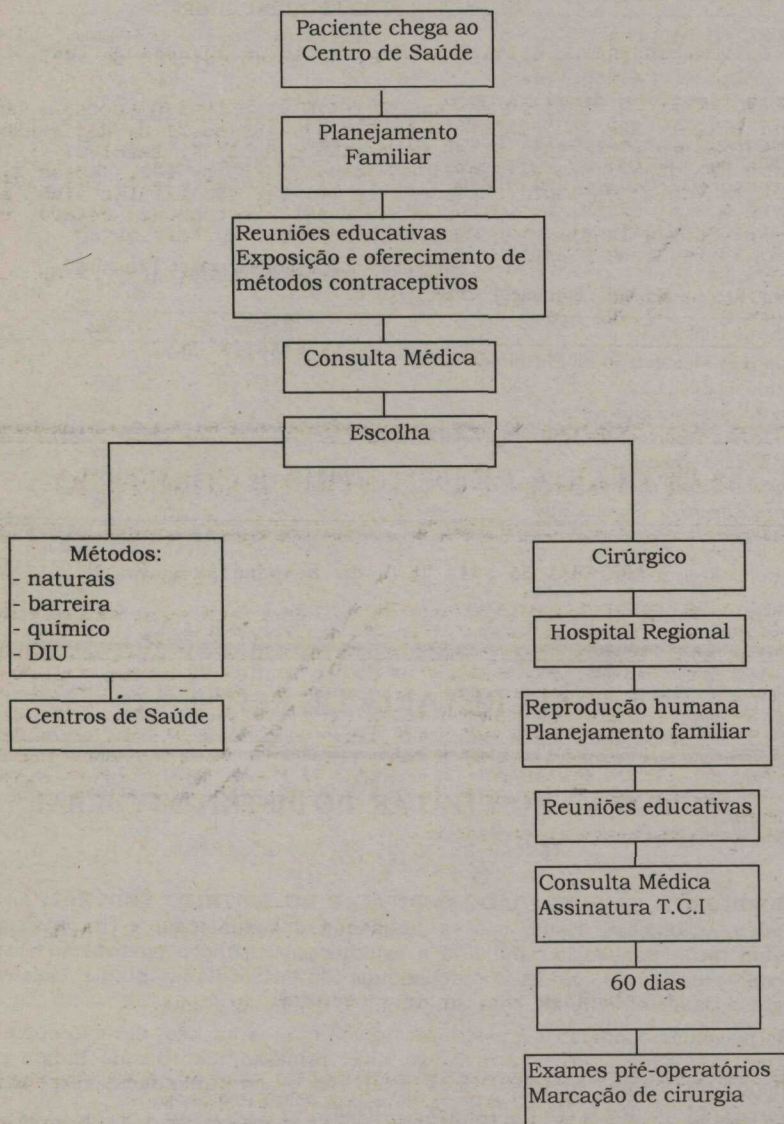 Paciente chega ao
Centro de Saúde
Planejamento
Familiar
Reuniões educativas
Exposição e oferecimento de
métodos contraceptivos
Consulta Médica
Escolha
Métodos:
- naturais
- barreira
- químico
- DIU
Centros de Saúde
Cirúrgico
Hospital Regional
Reprodução humana
Planejamento familiar
Reuniões educativas
Consulta Médica
Assinatura T.C.I
60 dias
Exames pré-operatórios
Marcação de cirurgia